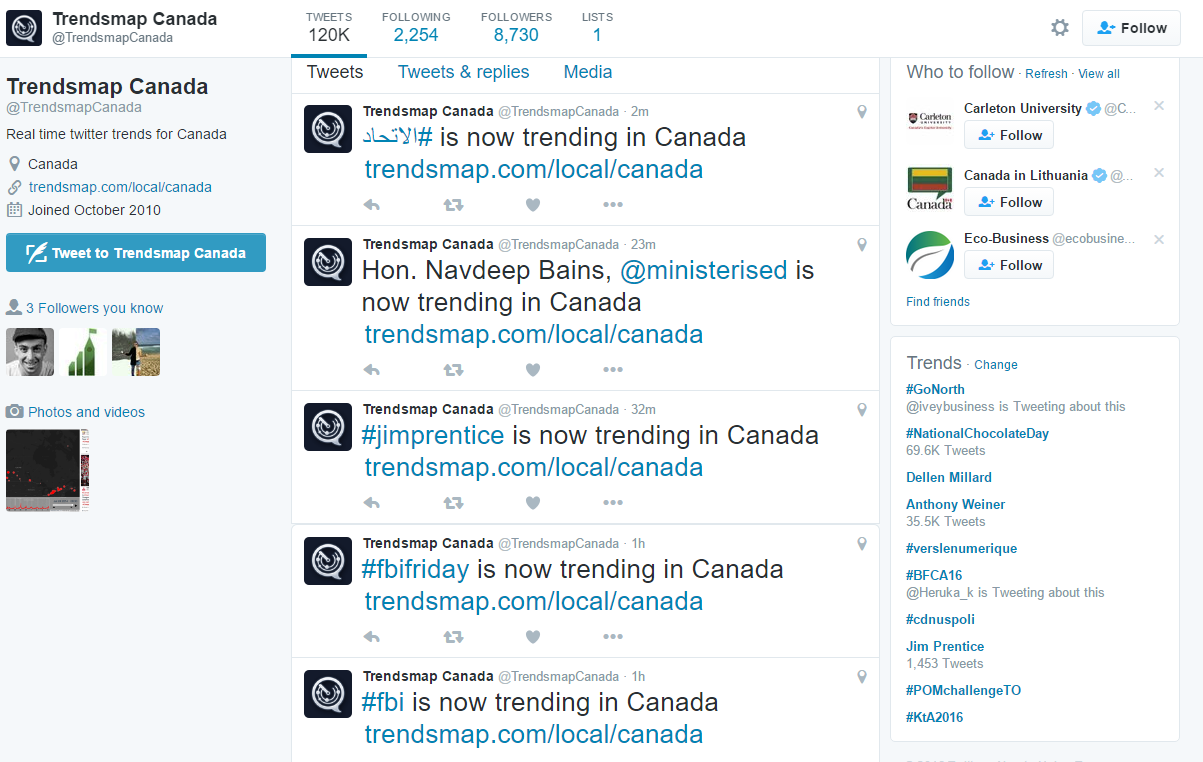 Trendsmap Canada
@TrendsmapCanada
TWEETS
120K
FOLLOWING
2,254
FOLLOWERS
8,730
LISTS
1
Follow
Trendsmap Canada
@TrendsmapCanada
Real time twitter trends for Canada
Canada
trendsmap.com/local/canada
Joined October 2010
Tweet to Trendsmap Canada
3 Followers you know
Photos and videos
Tweets
Tweets & replies
Media
Trendsmap Canada @TrendsmapCanada · 2m
#الاتحاد is now trending in Canada
trendsmap.com/local/canada
Trendsmap Canada @TrendsmapCanada · 23m
Hon. Navdeep Bains, @ministerised is
now trending in Canada
trendsmap.com/local/canada
Trendsmap Canada @TrendsmapCanada · 32m
#jimprentice is now trending in Canada
trendsmap.com/local/canada
Trendsmap Canada @TrendsmapCanada · 1h
#fbifriday is now trending in Canada
trendsmap.com/local/canada
Trendsmap Canada @TrendsmapCanada · 1h
#fbi is now trending in Canada
trendsmap.com/local/canada
Who to follow · Refresh · View all
Carleton
UNIVERSITY
Carleton University @C...
Follow
Canada
Canada in Lithuania @...
Follow
Eco-Business @ecobusine...
Follow
Find friends
Trends · Change
#GoNorth
@iveybusiness is Tweeting about this
#NationalChocolateDay
69.6K Tweets
Dellen Millard
Anthony Weiner
35.5K Tweets
#verslenumerique
#BFCA16
@Heruka_k is Tweeting about this
#cdnuspoli
Jim Prentice
1,453 Tweets
#POMchallengeTO
#KtA2016